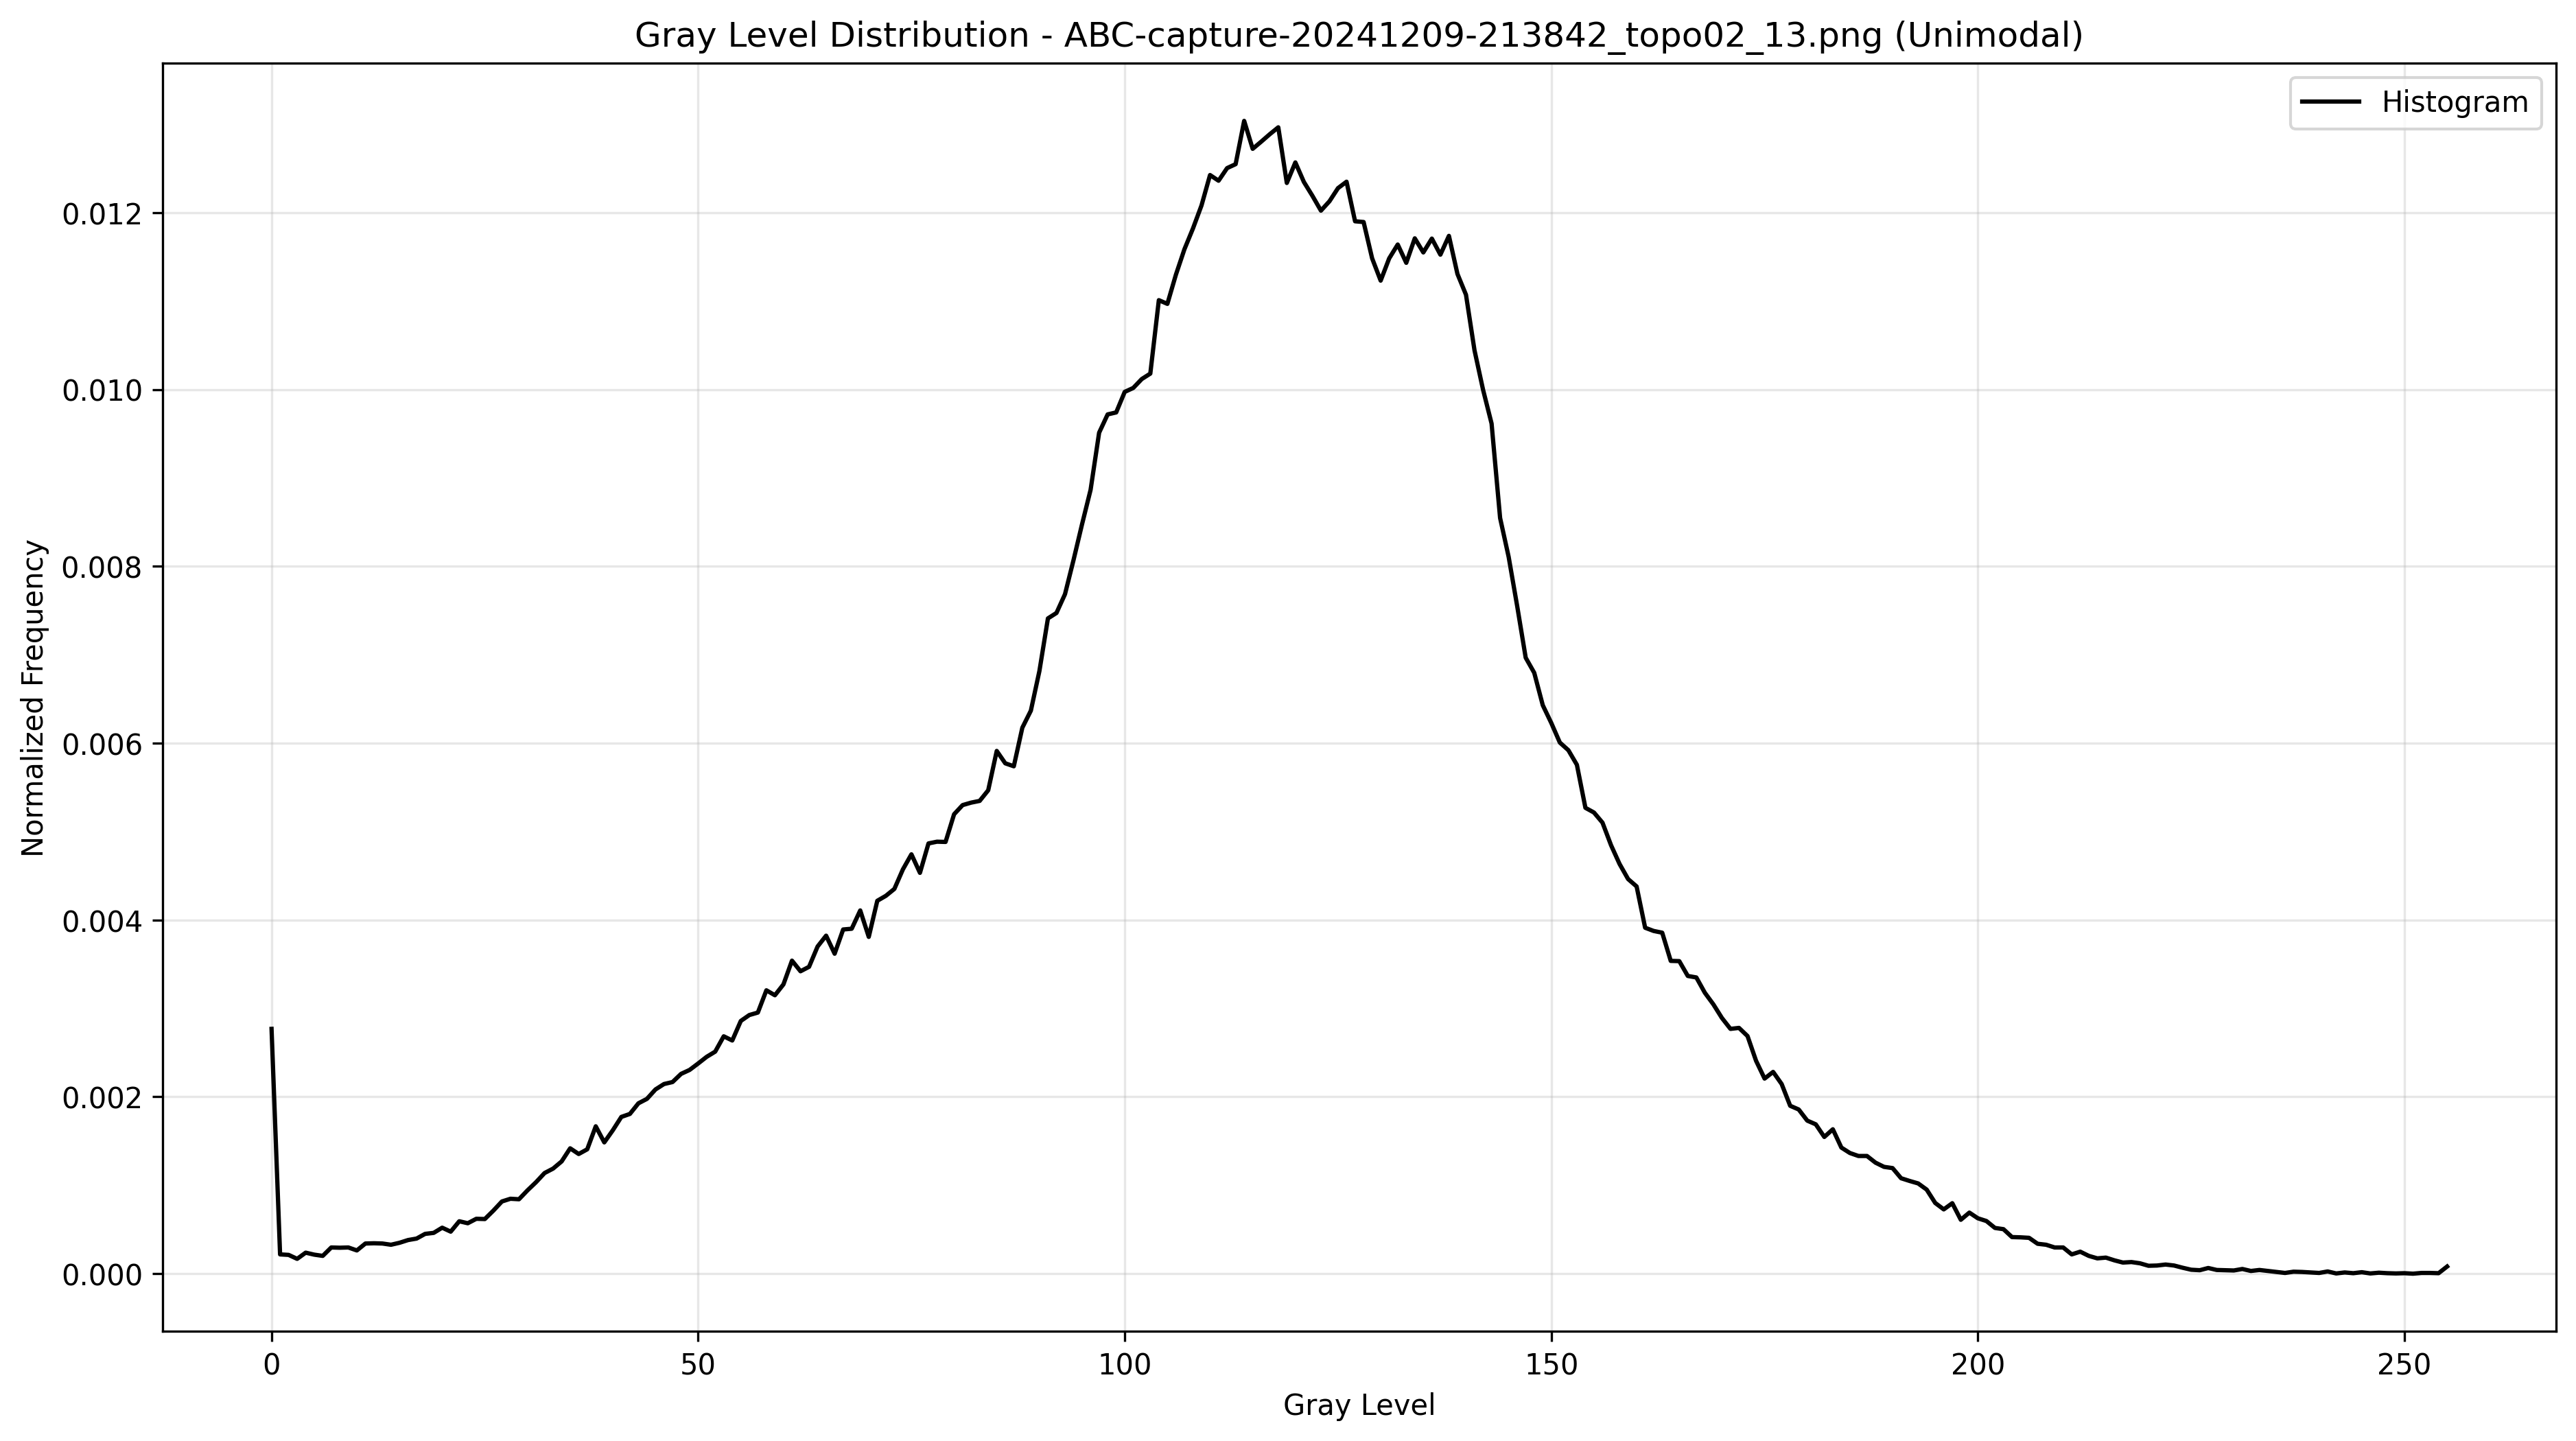 Gray Level Distribution - ABC-capture-20241209-213842_topo02_13.png (Unimodal)
Histogram
Normalized Frequency
0.012
0.010
0.008
0.006
0.004
0.002
0.000
0 50 100 150 200 250
Gray Level